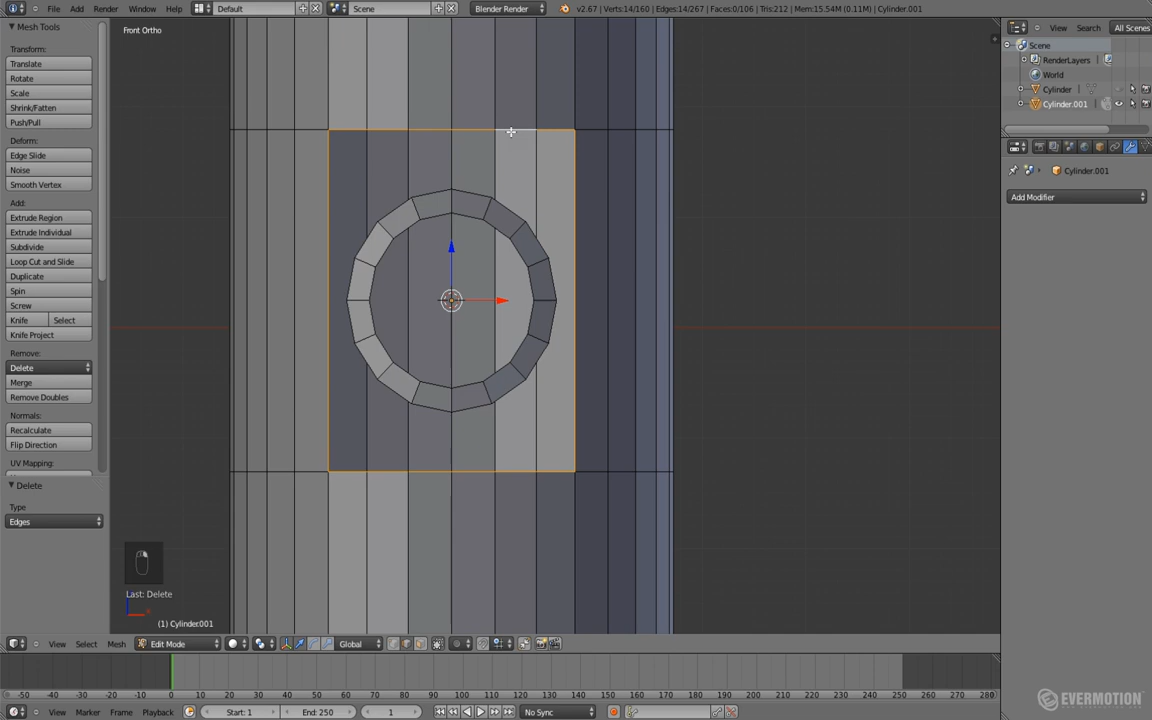 File Add Render Window Help Default Scene Blender Render v2.67 | Verts:14/160 | Edges:14/267 | Faces:0/106 | Tris:212 | Mem:15.54M (0.11M) | Cylinder.001
Mesh Tools
Transform:
Translate
Rotate
Scale
Shrink/Fatten
Push/Pull
Deform:
Edge Slide
Noise
Smooth Vertex
Add:
Extrude Region
Extrude Individual
Subdivide
Loop Cut and Slide
Duplicate
Spin
Screw
Knife Select
Knife Project
Remove:
Delete
Merge
Remove Doubles
Normals:
Recalculate
Flip Direction
UV Mapping:
Delete
Type
Edges
Front Ortho
Last: Delete
(1) Cylinder.001
View Search All Scenes
Scene
RenderLayers
World
Cylinder
Cylinder.001
Cylinder.001
Add Modifier
View Select Mesh Edit Mode Global
-50 -40 -30 -20 -10 0 10 20 30 40 50 60 70 80 90 100 110 120 130 140 150 160 170 180 190 200 210 220 230 240 250 260 270 280
View Marker Frame Playback Start: 1 End: 250 1 No Sync
EVERMOTION